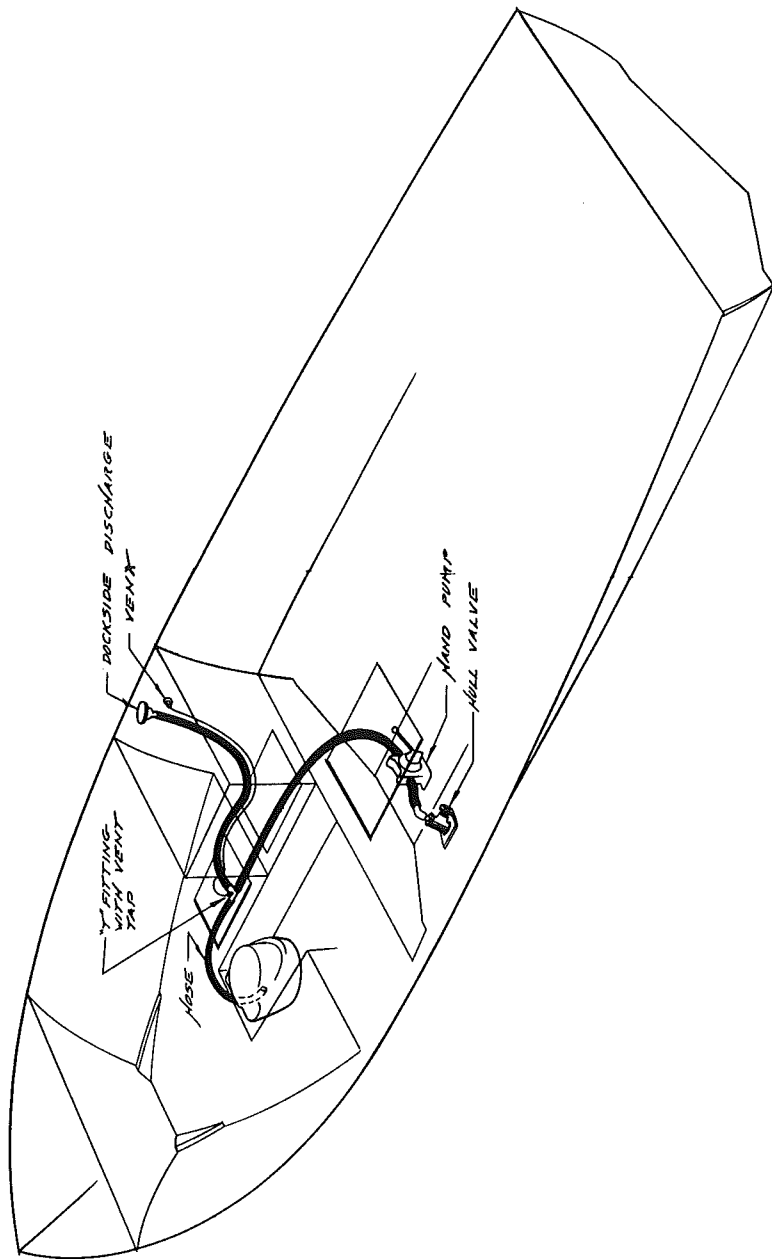 DOCKSIDE DISCHARGE
VENT
"T" FITTING
WITH VENT
TAP
HOSE
HAND PUMP
HULL VALVE